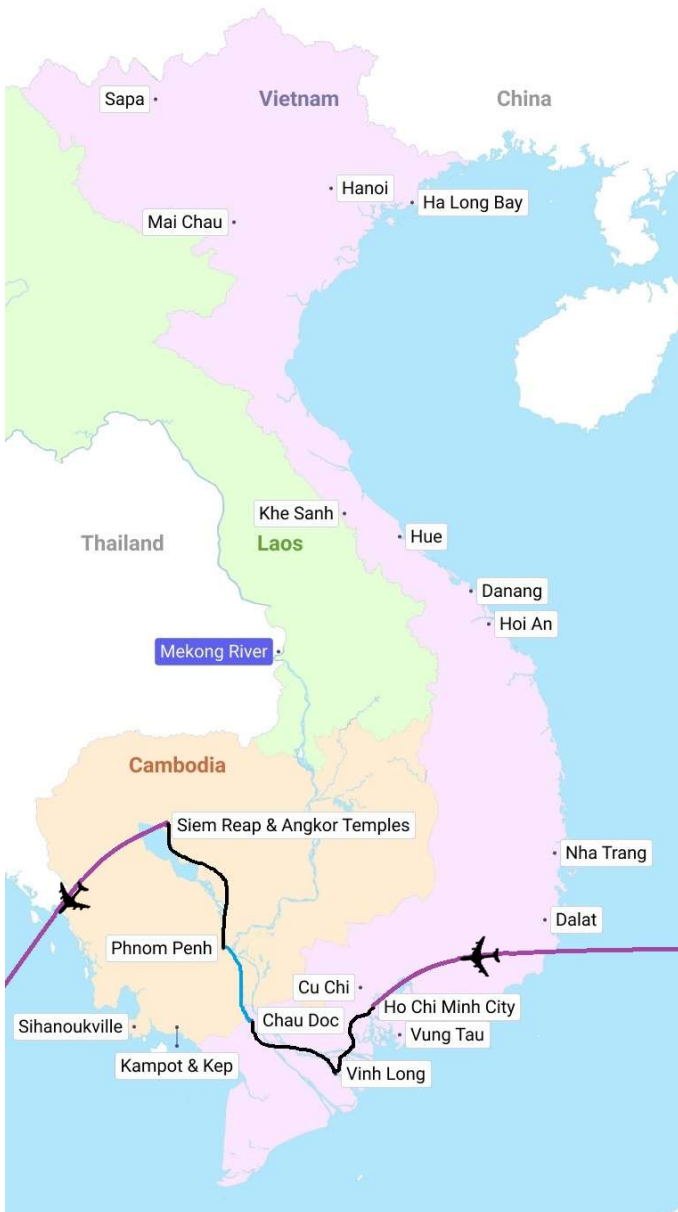 Sapa
Vietnam
China
Hanoi
Ha Long Bay
Mai Chau
Khe Sanh
Thailand
Laos
Hue
Danang
Hoi An
Mekong River
Cambodia
Siem Reap & Angkor Temples
Nha Trang
Dalat
Phnom Penh
Cu Chi
Ho Chi Minh City
Sihanoukville
Chau Doc
Vung Tau
Kampot & Kep
Vinh Long